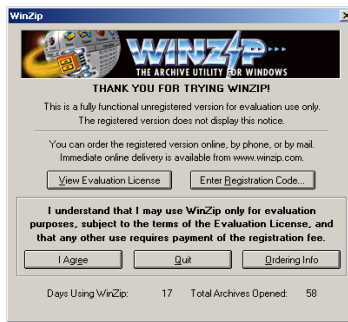 WinZip
WINZIP
THE ARCHIVE UTILITY FOR WINDOWS
THANK YOU FOR TRYING WINZIP!
This is a fully functional unregistered version for evaluation use only.
The registered version does not display this notice.
You can order the registered version online, by phone, or by mail.
Immediate online delivery is available from www.winzip.com.
View Evaluation License
Enter Registration Code...
I understand that I may use WinZip only for evaluation
purposes, subject to the terms of the Evaluation License, and
that any other use requires payment of the registration fee.
I Agree
Quit
Ordering Info
Days Using WinZip: 17 Total Archives Opened: 58